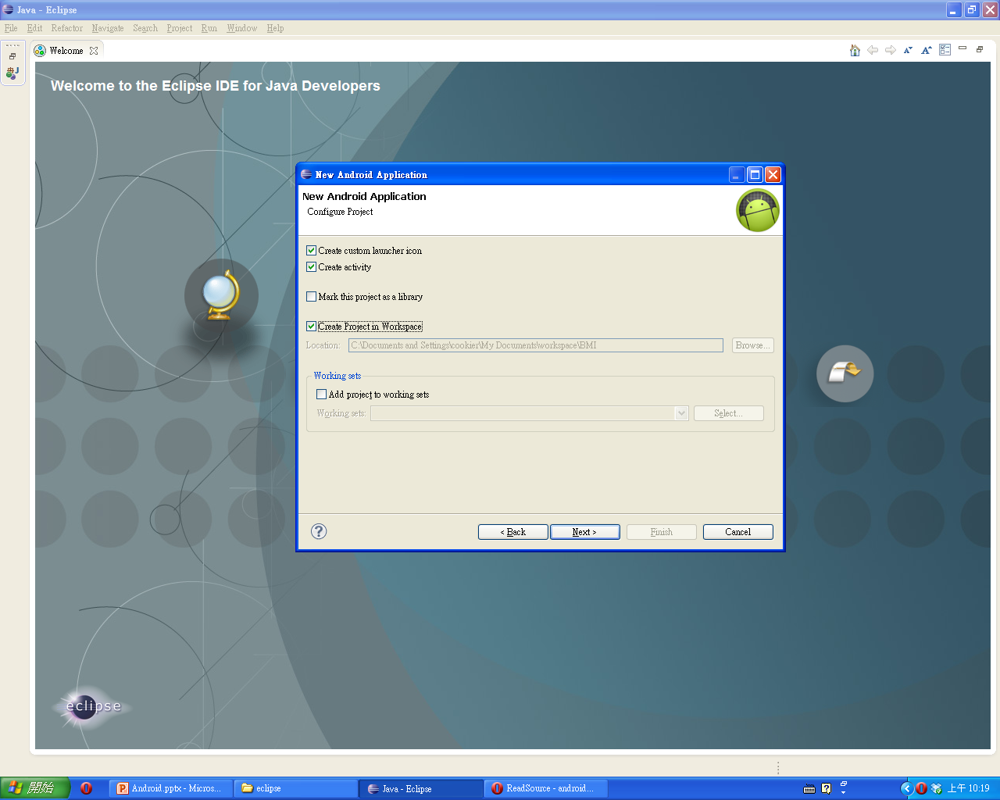 Java - Eclipse
File Edit Refactor Navigate Search Project Run Window Help
Welcome
Welcome to the Eclipse IDE for Java Developers
New Android Application
New Android Application
Configure Project
Create custom launcher icon
Create activity
Mark this project as a library
Create Project in Workspace
Location: C:\Documents and Settings\cookier\My Documents\workspace\BMI Browse...
Working sets
Add project to working sets
Working sets: Select...
? < Back Next > Finish Cancel
eclipse
開始 Android.pptx - Micros... eclipse Java - Eclipse ReadSource - android... 上午 10:19